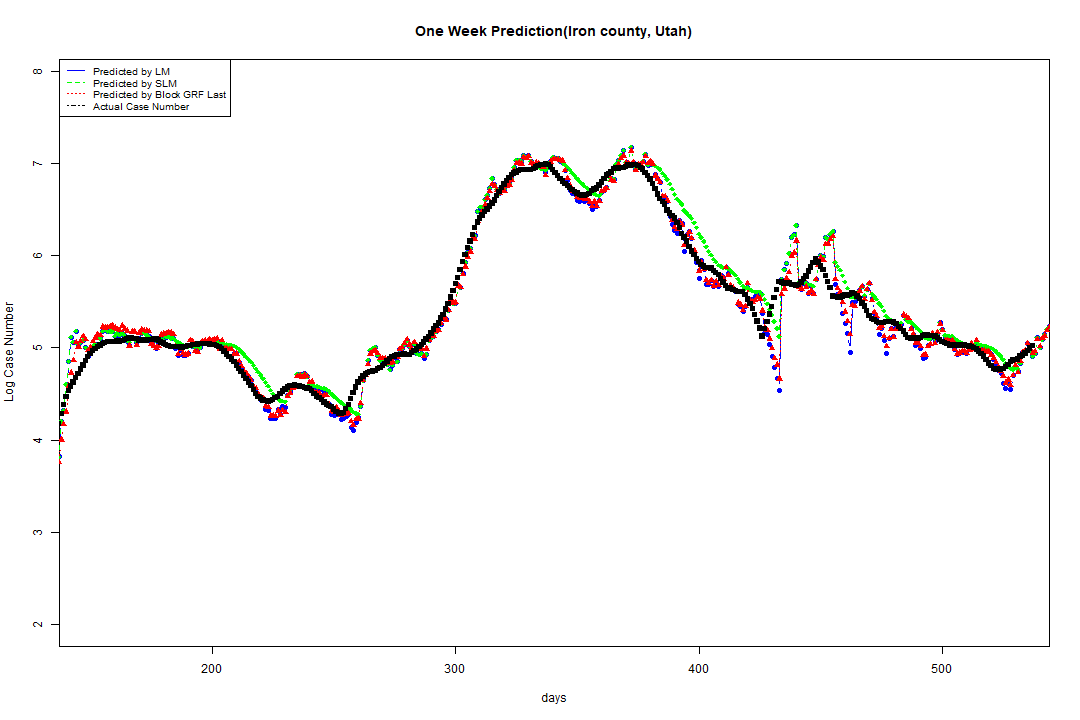 One Week Prediction(Iron county, Utah)
Predicted by LM
Predicted by SLM
Predicted by Block GRF Last
Actual Case Number
8
7
6
5
4
3
2
Log Case Number
200 300 400 500
days